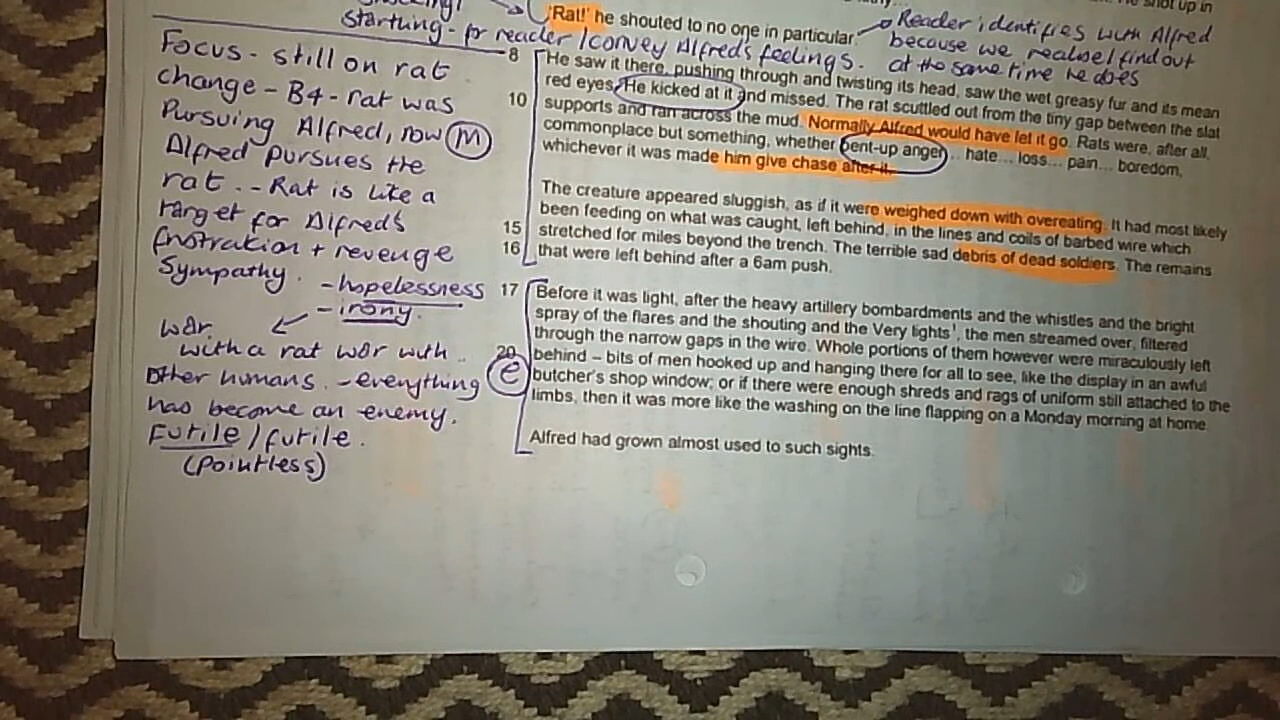 shot up in
'Rat!' he shouted to no one in particular.
startling - for reader / convey Alfreds feelings.
Reader identifies with Alfred
because we realise/find out
at the same time he does
8
He saw it there, pushing through and twisting its head, saw the wet greasy fur and its mean
red eyes. He kicked at it and missed. The rat scuttled out from the tiny gap between the slat
10
supports and ran across the mud. Normally Alfred would have let it go. Rats were, after all,
commonplace but something, whether pent-up anger... hate... loss... pain... boredom,
whichever it was made him give chase after it.
The creature appeared sluggish, as if it were weighed down with overeating. It had most likely
been feeding on what was caught, left behind, in the lines and coils of barbed wire which
15
stretched for miles beyond the trench. The terrible sad debris of dead soldiers. The remains
16
that were left behind after a 6am push.
17
Before it was light, after the heavy artillery bombardments and the whistles and the bright
spray of the flares and the shouting and the Very lights¹, the men streamed over, filtered
through the narrow gaps in the wire. Whole portions of them however were miraculously left
20
behind – bits of men hooked up and hanging there for all to see, like the display in an awful
butcher's shop window; or if there were enough shreds and rags of uniform still attached to the
limbs, then it was more like the washing on the line flapping on a Monday morning at home.
Alfred had grown almost used to such sights.
Focus - still on rat
change - B4 - rat was
Pursuing Alfred, now M
Alfred pursues the
rat. - Rat is like a
target for Alfreds
frustration + revenge
Sympathy. - hopelessness
- irony.
war
with a rat war with ..
other humans. - everything
e
has become an enemy.
Futile / futile.
(pointless)